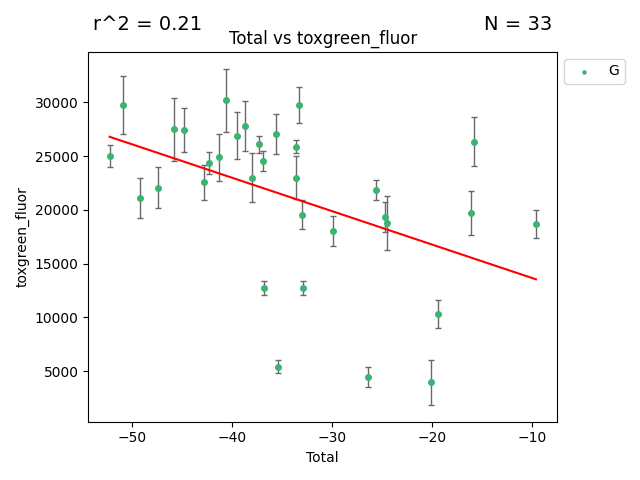 r^2 = 0.21
N = 33
Total vs toxgreen_fluor
G
30000
25000
20000
15000
10000
5000
toxgreen_fluor
−50
−40
−30
−20
−10
Total